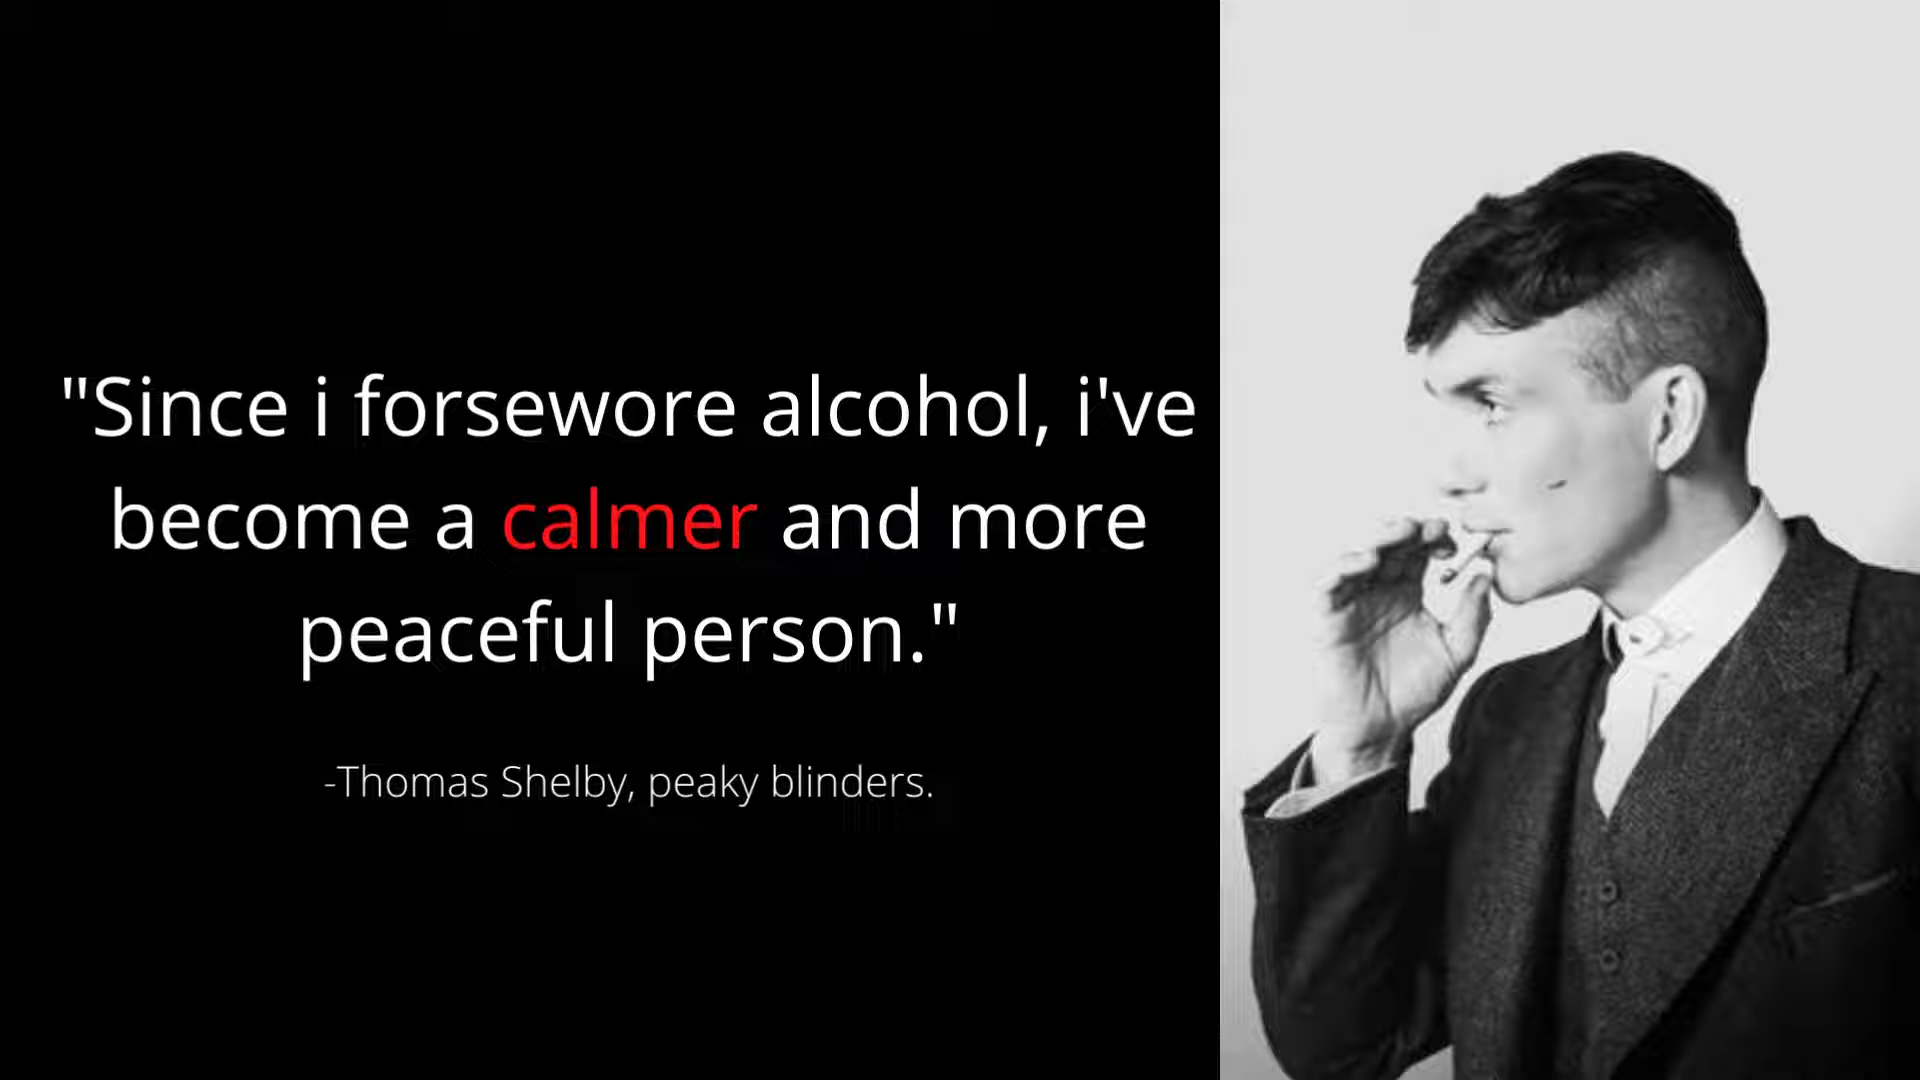 "Since i forsewore alcohol, i've
become a calmer and more
peaceful person."
-Thomas Shelby, peaky blinders.